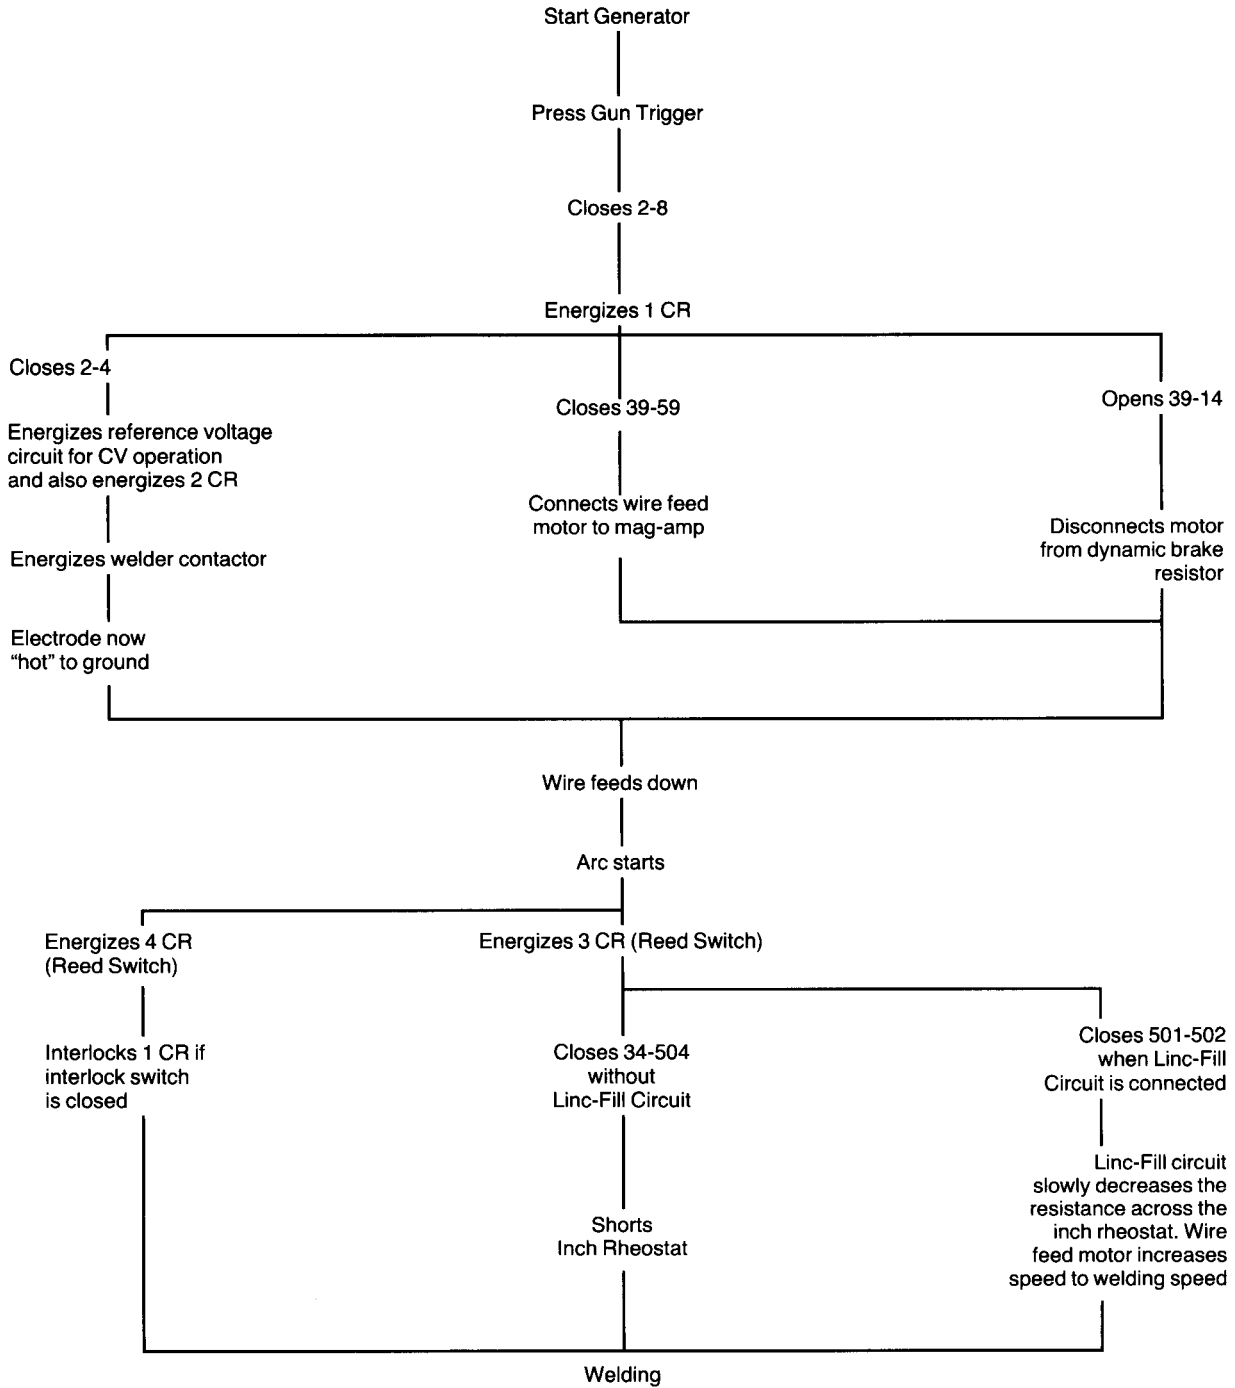 Start Generator
Press Gun Trigger
Closes 2-8
Energizes 1 CR
Closes 2-4
Energizes reference voltage
circuit for CV operation
and also energizes 2 CR
Energizes welder contactor
Electrode now
“hot” to ground
Closes 39-59
Connects wire feed
motor to mag-amp
Opens 39-14
Disconnects motor
from dynamic brake
resistor
Wire feeds down
Arc starts
Energizes 4 CR
(Reed Switch)
Interlocks 1 CR if
interlock switch
is closed
Energizes 3 CR (Reed Switch)
Closes 34-504
without
Linc-Fill Circuit
Shorts
Inch Rheostat
Closes 501-502
when Linc-Fill
Circuit is connected
Linc-Fill circuit
slowly decreases the
resistance across the
inch rheostat. Wire
feed motor increases
speed to welding speed
Welding